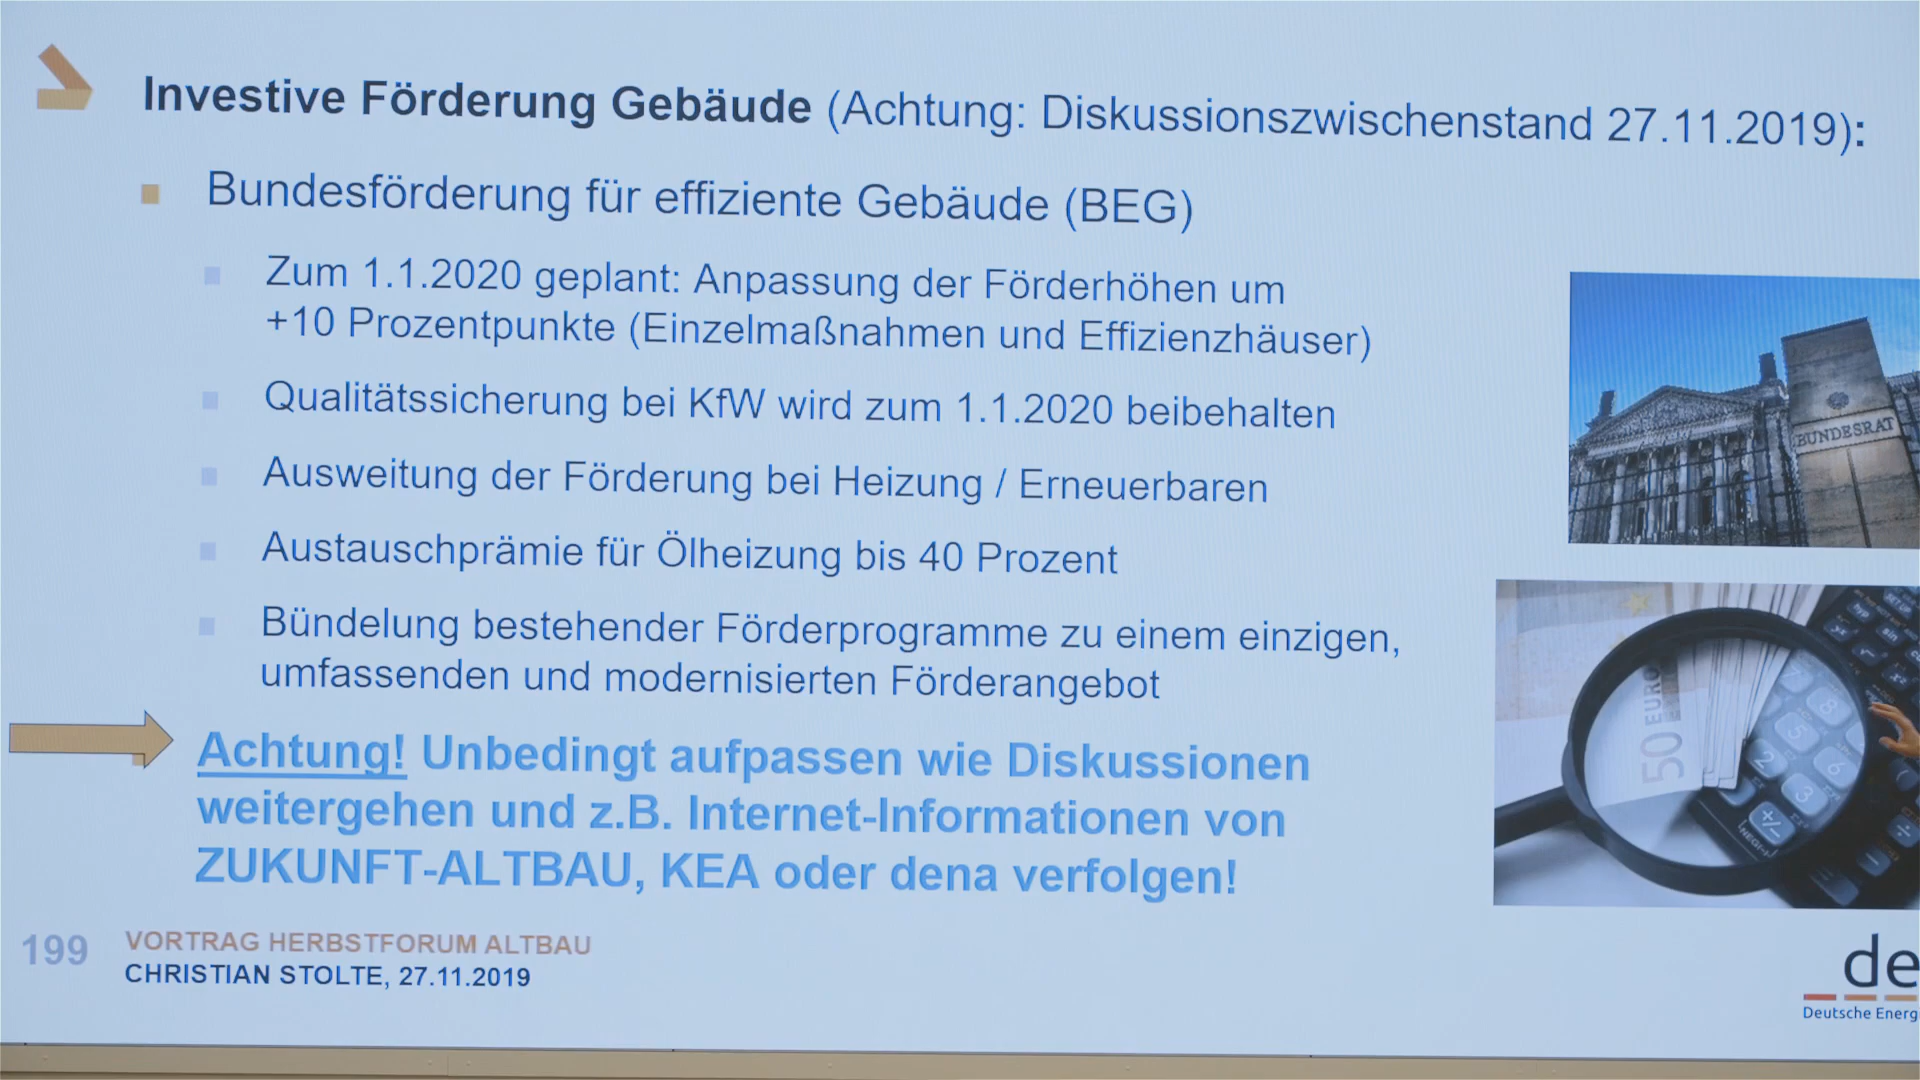 Investive Förderung Gebäude (Achtung: Diskussionszwischenstand 27.11.2019):
Bundesförderung für effiziente Gebäude (BEG)
Zum 1.1.2020 geplant: Anpassung der Förderhöhen um
+10 Prozentpunkte (Einzelmaßnahmen und Effizienzhäuser)
Qualitätssicherung bei KfW wird zum 1.1.2020 beibehalten
Ausweitung der Förderung bei Heizung / Erneuerbaren
Austauschprämie für Ölheizung bis 40 Prozent
Bündelung bestehender Förderprogramme zu einem einzigen,
umfassenden und modernisierten Förderangebot
Achtung! Unbedingt aufpassen wie Diskussionen
weitergehen und z.B. Internet-Informationen von
ZUKUNFT-ALTBAU, KEA oder dena verfolgen!
BUNDESRAT
50 EURO
199
VORTRAG HERBSTFORUM ALTBAU
CHRISTIAN STOLTE, 27.11.2019
de
Deutsche Energi